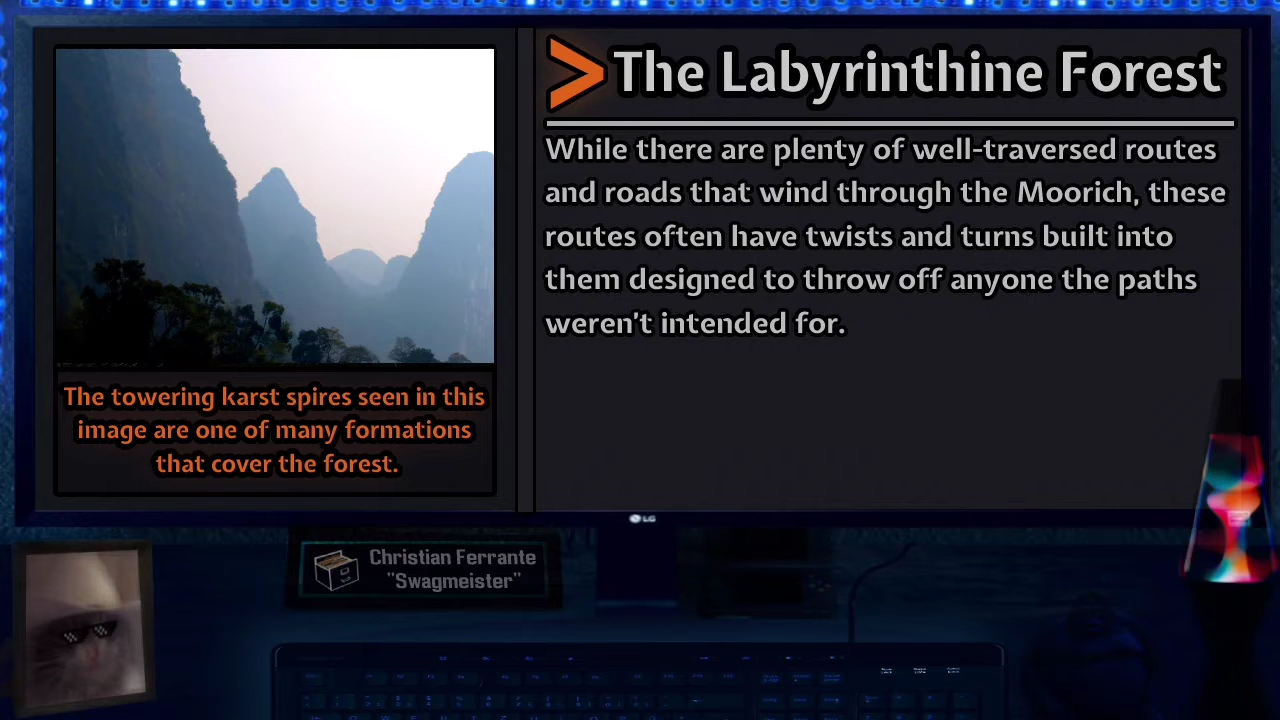 > The Labyrinthine Forest
While there are plenty of well-traversed routes
and roads that wind through the Moorich, these
routes often have twists and turns built into
them designed to throw off anyone the paths
weren't intended for.
The towering karst spires seen in this
image are one of many formations
that cover the forest.
LG
Christian Ferrante
"Swagmeister"